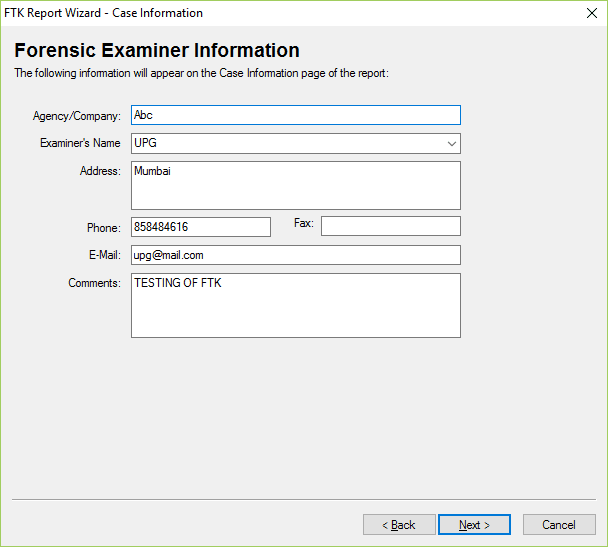 FTK Report Wizard - Case Information
Forensic Examiner Information
The following information will appear on the Case Information page of the report:
Agency/Company: Abc
Examiner's Name UPG
Address: Mumbai
Phone: 858484616 Fax:
E-Mail: upg@mail.com
Comments: TESTING OF FTK
< Back Next > Cancel